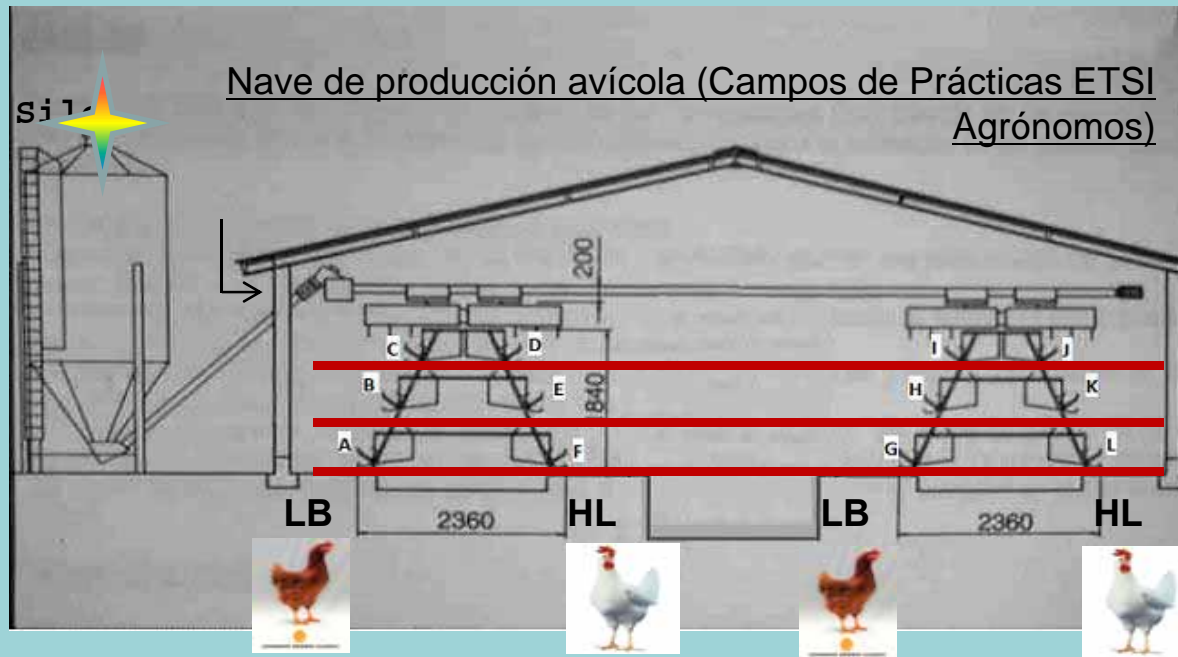 Nave de producción avícola (Campos de Prácticas ETSI
Agrónomos)
200
C
D
I
J
B
E
840
H
K
A
F
G
L
LB
2360
HL
LB
2360
HL